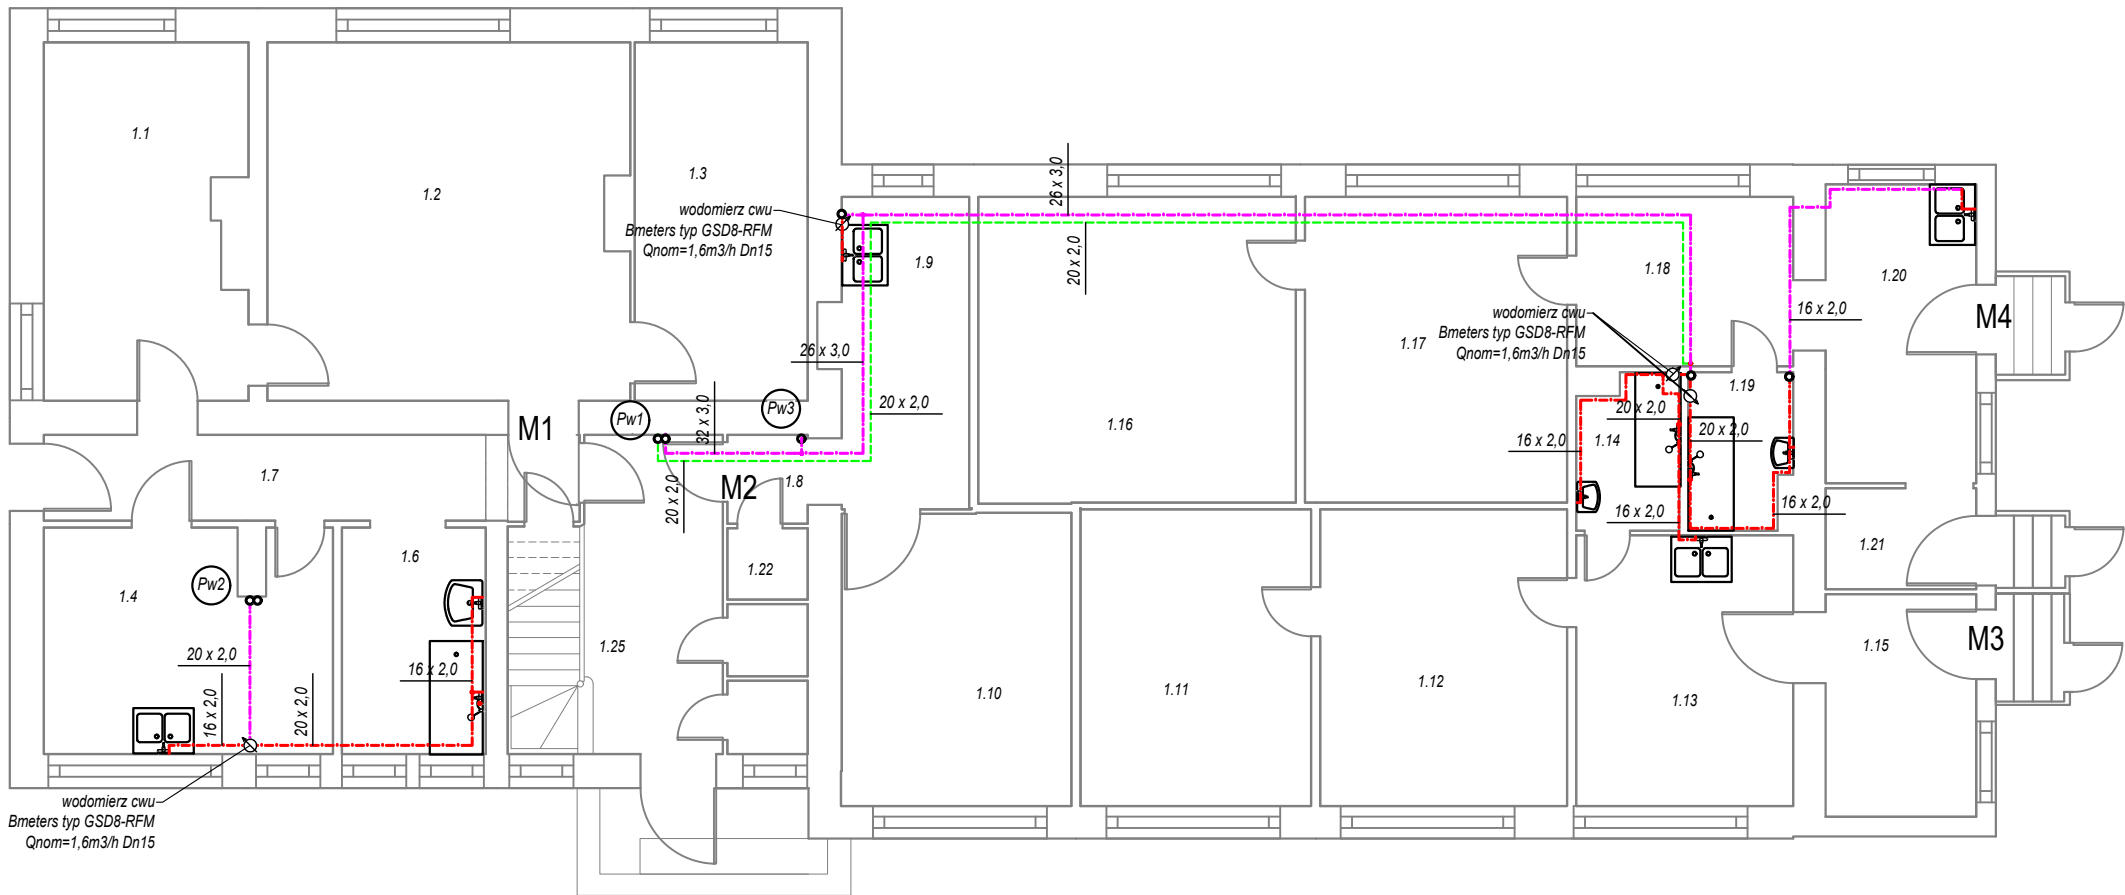 1.1
1.2
1.3
wodomierz cwu
Bmeters typ GSD8-RFM
Qnom=1,6m3/h Dn15
26 x 3,0
20 x 2,0
1.9
1.18
1.20
16 x 2,0
M4
wodomierz cwu
Bmeters typ GSD8-RFM
Qnom=1,6m3/h Dn15
1.17
26 x 3,0
20 x 2,0
1.19
M1
Pw1
32 x 3,0
Pw3
1.16
20 x 2,0
1.14
20 x 2,0
16 x 2,0
1.7
20 x 2,0
M2
1.8
16 x 2,0
16 x 2,0
1.6
1.4
Pw2
1.22
1.21
20 x 2,0
16 x 2,0
20 x 2,0
16 x 2,0
1.25
1.10
1.11
1.12
1.13
1.15
M3
wodomierz cwu
Bmeters typ GSD8-RFM
Qnom=1,6m3/h Dn15